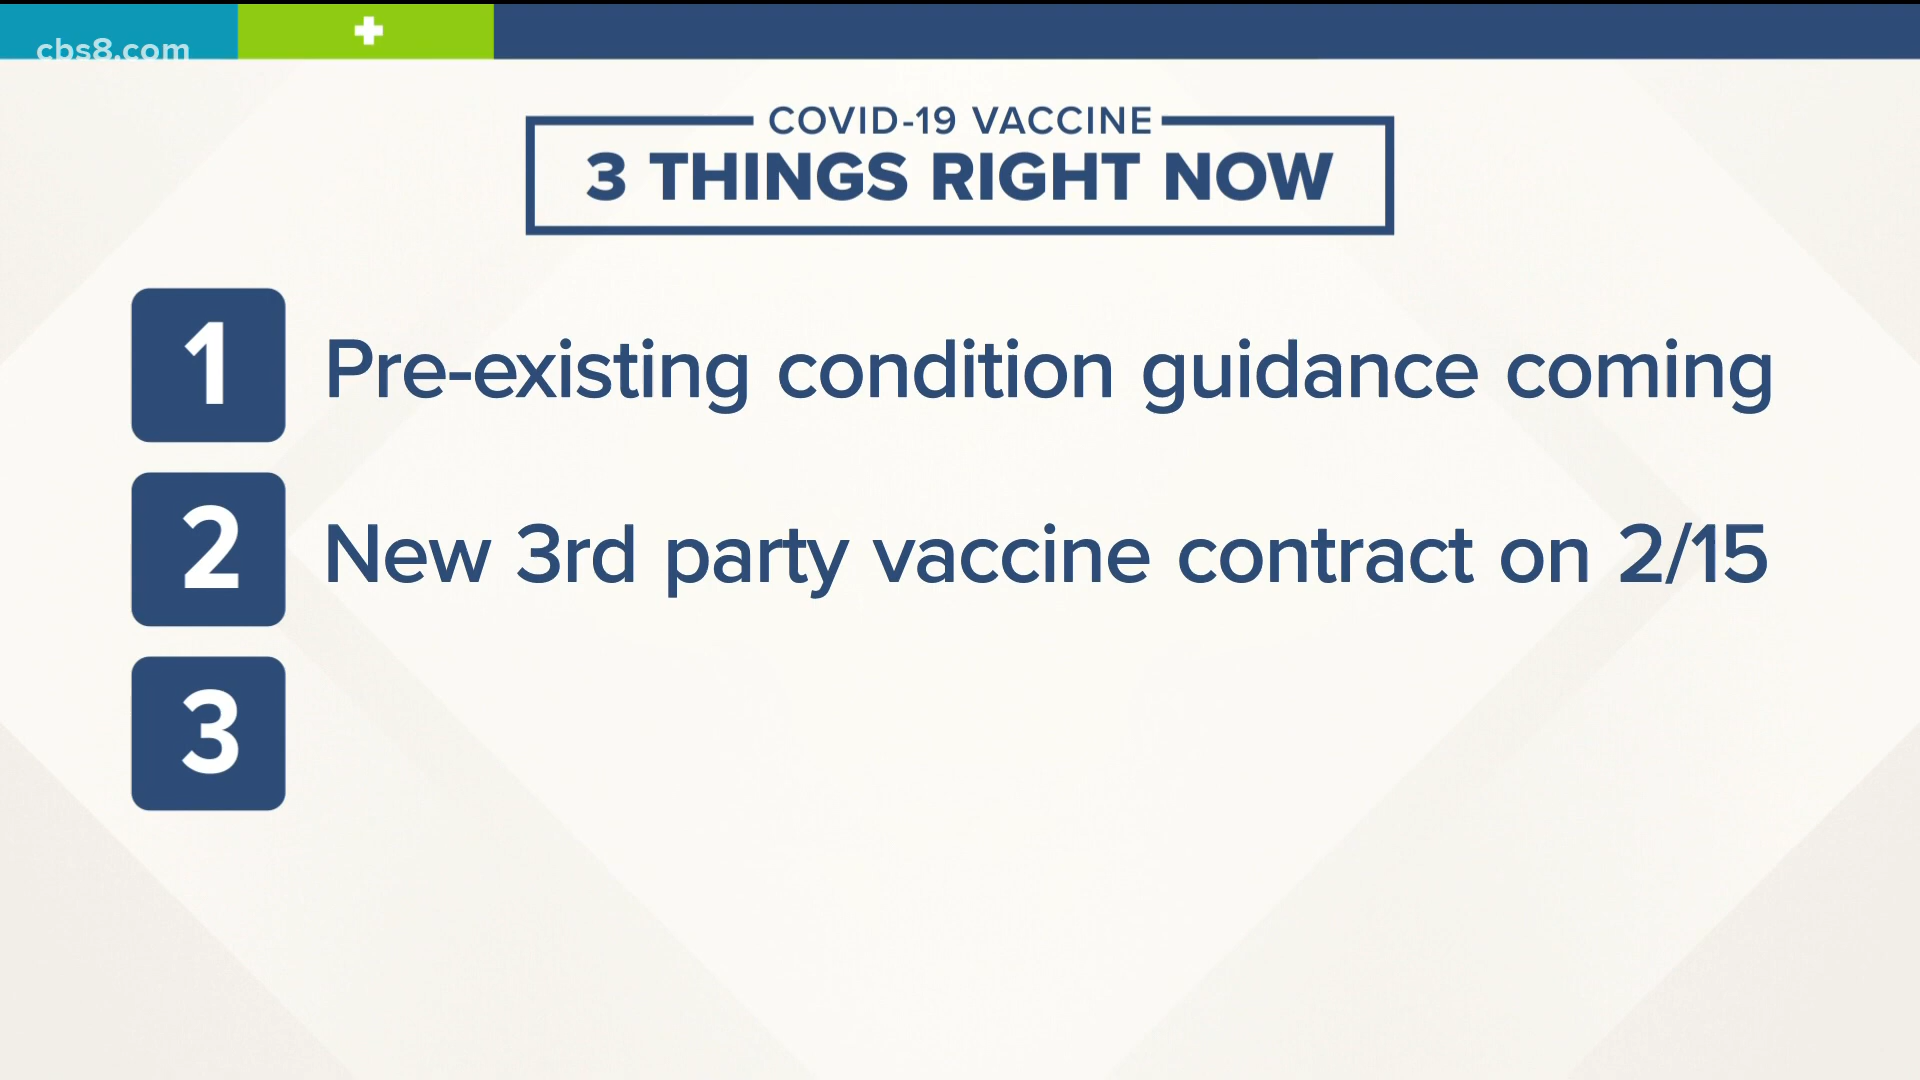 cbs8.com
COVID-19 VACCINE
3 THINGS RIGHT NOW
1 Pre-existing condition guidance coming
2 New 3rd party vaccine contract on 2/15
3